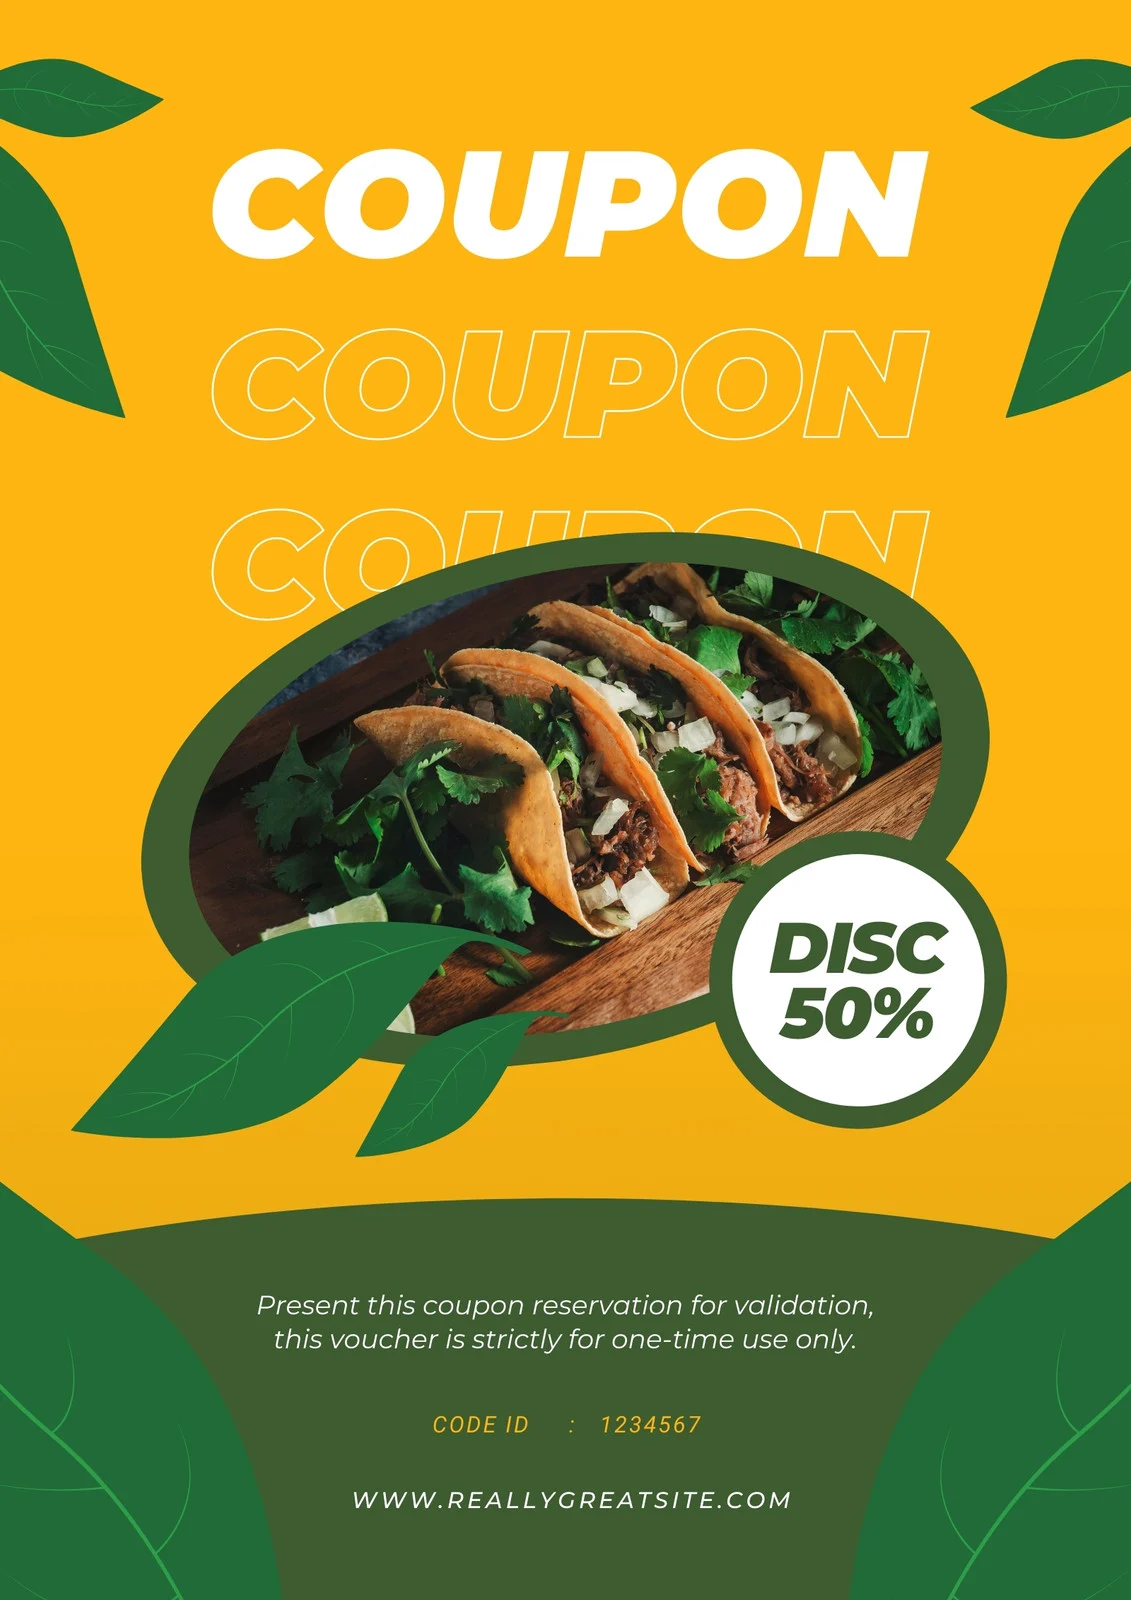 COUPON
COUPON
COUPON
DISC
50%
Present this coupon reservation for validation,
this voucher is strictly for one-time use only.
CODE ID : 1234567
WWW.REALLYGREATSITE.COM